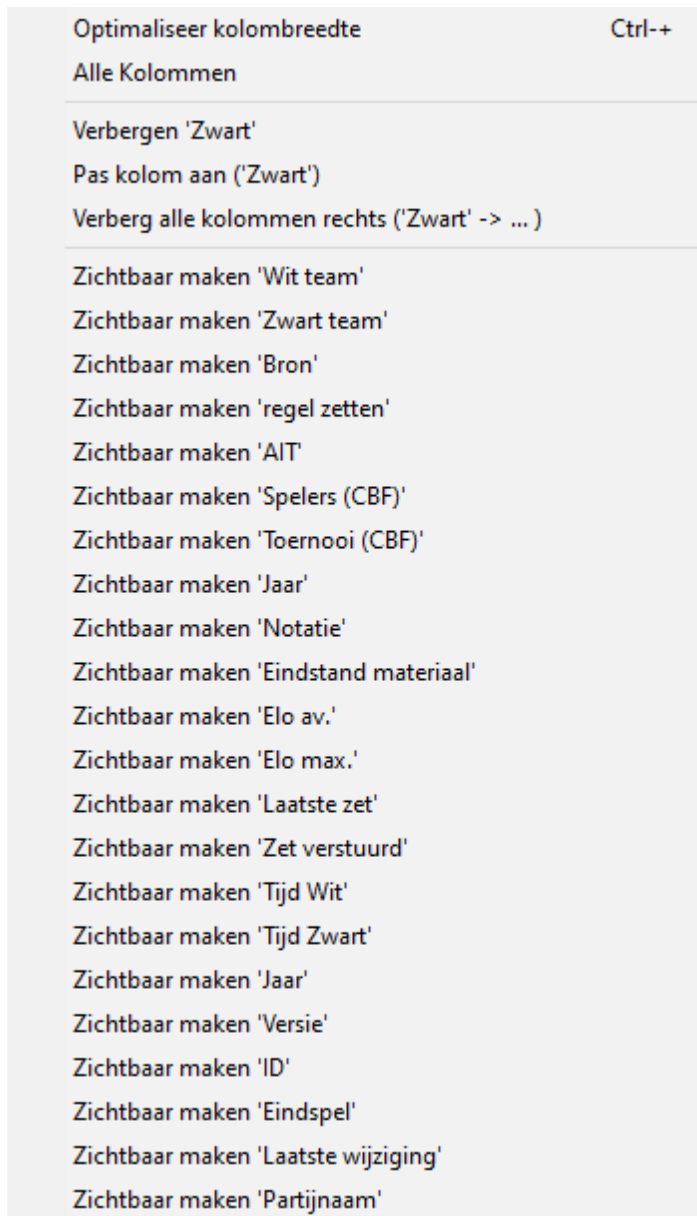 Optimaliseer kolombreedte Ctrl-+
Alle Kolommen
Verbergen 'Zwart'
Pas kolom aan ('Zwart')
Verberg alle kolommen rechts ('Zwart' -> ... )
Zichtbaar maken 'Wit team'
Zichtbaar maken 'Zwart team'
Zichtbaar maken 'Bron'
Zichtbaar maken 'regel zetten'
Zichtbaar maken 'AIT'
Zichtbaar maken 'Spelers (CBF)'
Zichtbaar maken 'Toernooi (CBF)'
Zichtbaar maken 'Jaar'
Zichtbaar maken 'Notatie'
Zichtbaar maken 'Eindstand materiaal'
Zichtbaar maken 'Elo av.'
Zichtbaar maken 'Elo max.'
Zichtbaar maken 'Laatste zet'
Zichtbaar maken 'Zet verstuurd'
Zichtbaar maken 'Tijd Wit'
Zichtbaar maken 'Tijd Zwart'
Zichtbaar maken 'Jaar'
Zichtbaar maken 'Versie'
Zichtbaar maken 'ID'
Zichtbaar maken 'Eindspel'
Zichtbaar maken 'Laatste wijziging'
Zichtbaar maken 'Partijnaam'